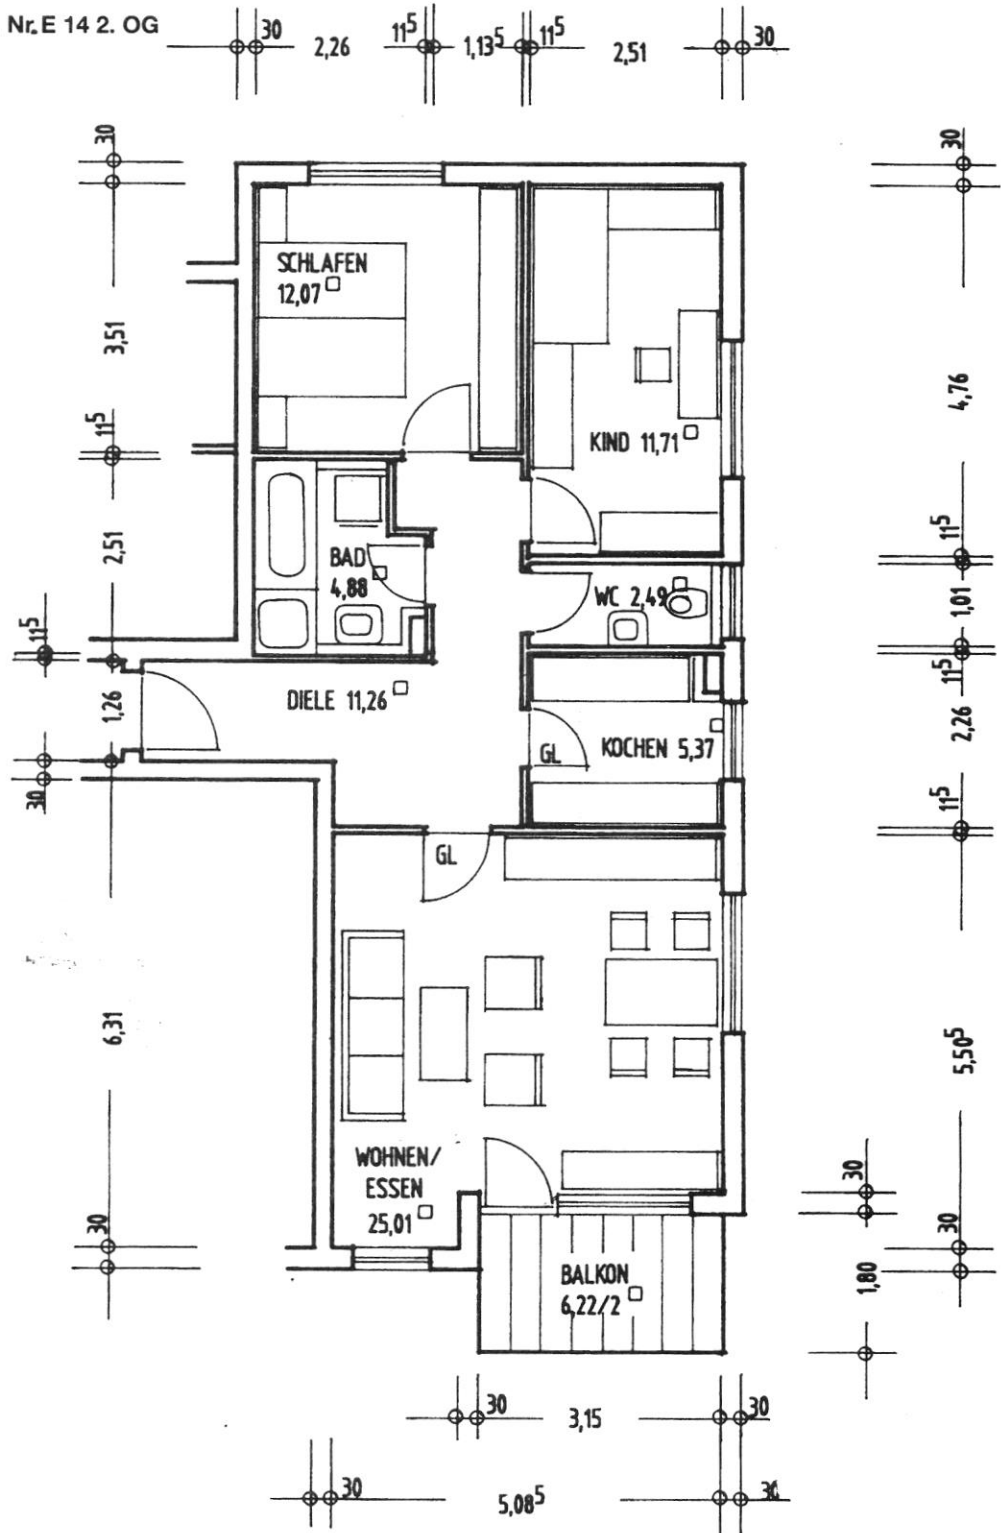 Nr. E 14 2. OG
30 2,26 11⁵ 1,13⁵ 11⁵ 2,51 30
30
30
SCHLAFEN
12,07
3,51
4,76
11⁵
KIND 11,71
2,51
BAD
4,88
WC 2,49
11⁵
1,01
11⁵
11⁵
DIELE 11,26
1,26
KOCHEN 5,37
GL
2,26
30
11⁵
GL
6,31
5,50⁵
WOHNEN/
ESSEN
25,01
30
30
30
BALKON
6,22/2
1,80
30 3,15 30
30 5,08⁵ 30